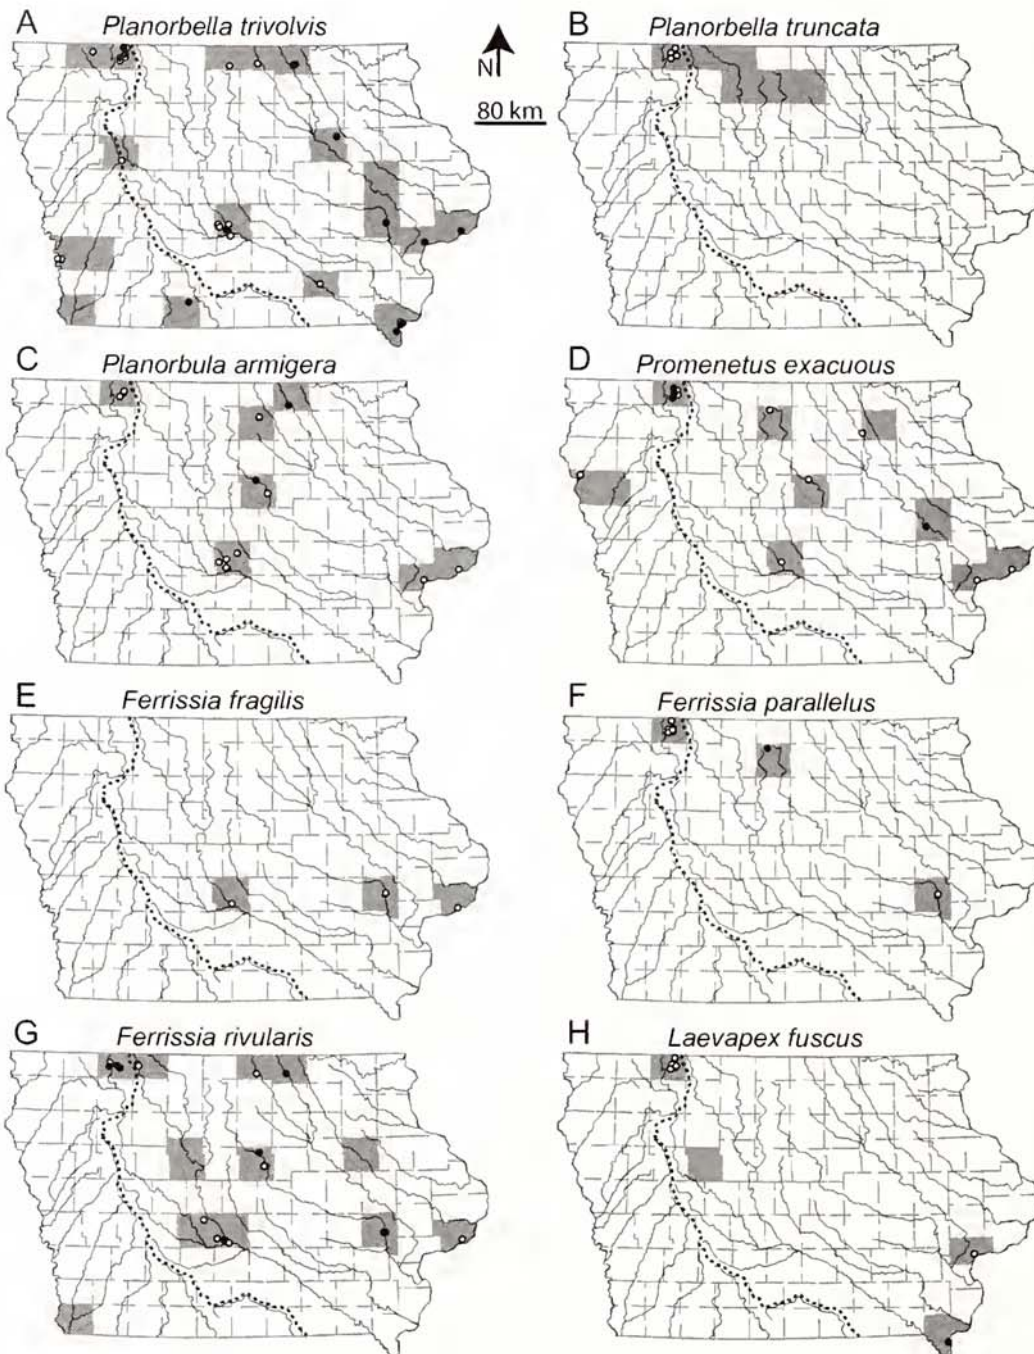 A Planorbella trivolvis
B Planorbella truncata
N
80 km
C Planorbula armigera
D Promenetus exacuous
E Ferrissia fragilis
F Ferrissia parallelus
G Ferrissia rivularis
H Laevapex fuscus